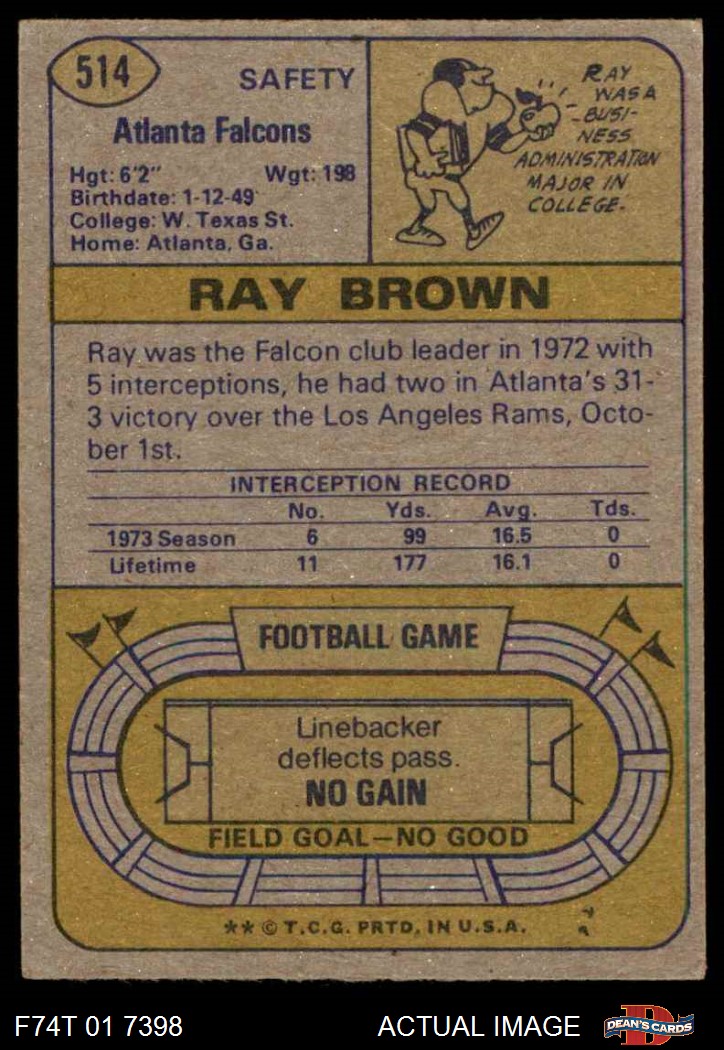 514
SAFETY
Atlanta Falcons
Hgt: 6'2" Wgt: 198
Birthdate: 1-12-49
College: W. Texas St.
Home: Atlanta, Ga.
RAY
WAS A
BUSI-
NESS
ADMINISTRATION
MAJOR IN
COLLEGE.
RAY BROWN
Ray was the Falcon club leader in 1972 with
5 interceptions, he had two in Atlanta's 31-
3 victory over the Los Angeles Rams, Octo-
ber 1st.
INTERCEPTION RECORD
No. Yds. Avg. Tds.
1973 Season 6 99 16.5 0
Lifetime 11 177 16.1 0
FOOTBALL GAME
Linebacker
deflects pass.
NO GAIN
FIELD GOAL—NO GOOD
** © T.C.G. PRTD. IN U.S.A.
F74T 01 7398 ACTUAL IMAGE
D
DEAN'S CARDS